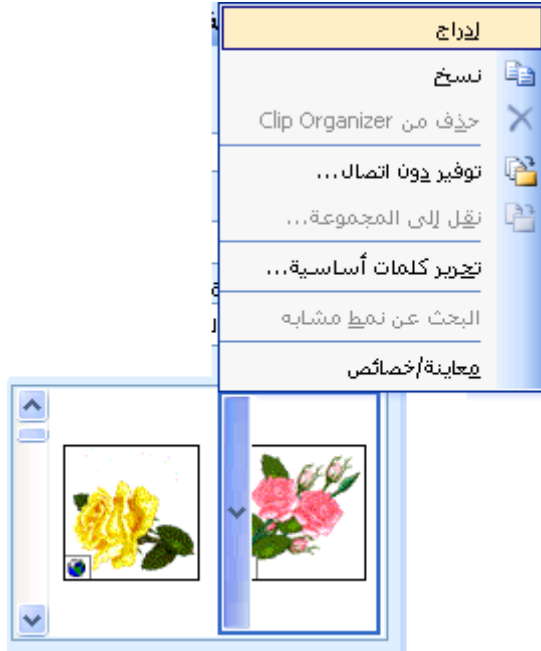 إدراج
نسخ
حذف من Clip Organizer
توفير دون اتصال...
نقل إلى المجموعة...
تحرير كلمات أساسية...
البحث عن نمط مشابه
معاينة/خصائص